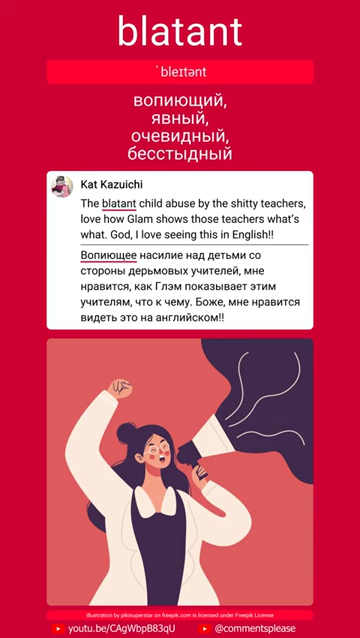 blatant
ˈbleɪtənt
вопиющий,
явный,
очевидный,
бесстыдный
Kat Kazuichi
The blatant child abuse by the shitty teachers,
love how Glam shows those teachers what's
what. God, I love seeing this in English!!
Вопиющее насилие над детьми со
стороны дерьмовых учителей, мне
нравится, как Глэм показывает этим
учителям, что к чему. Боже, мне нравится
видеть это на английском!!
illustration by pikisuperstar on freepik.com is licensed under Freepik License
youtu.be/CAgWbpB83qU @commentsplease